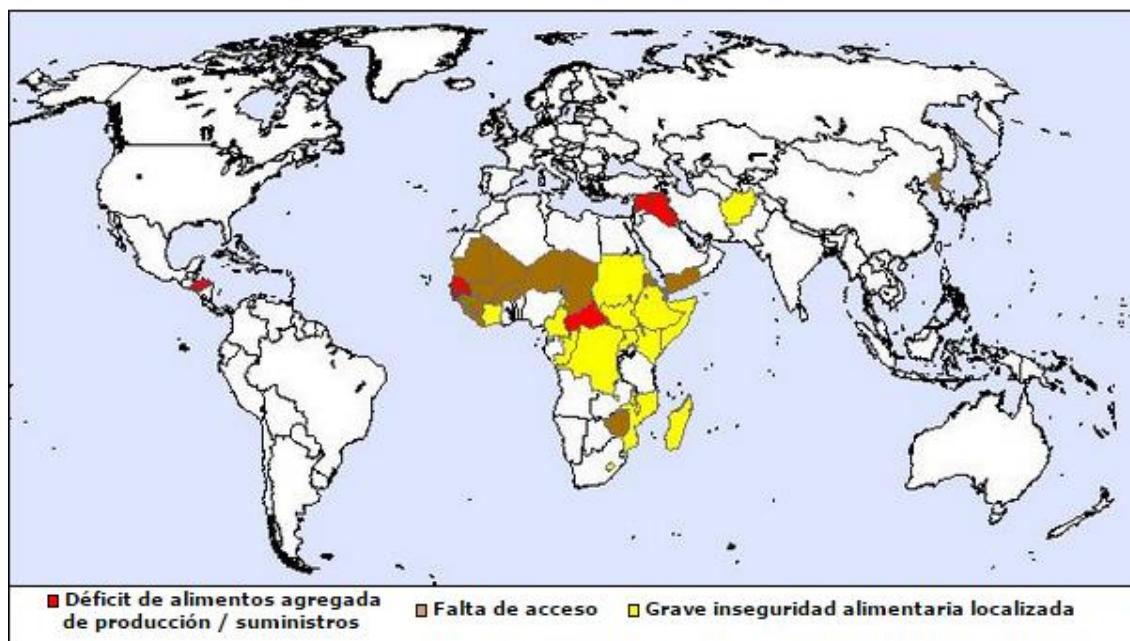 Déficit de alimentos agregada
de producción / suministros
Falta de acceso
Grave inseguridad alimentaria localizada